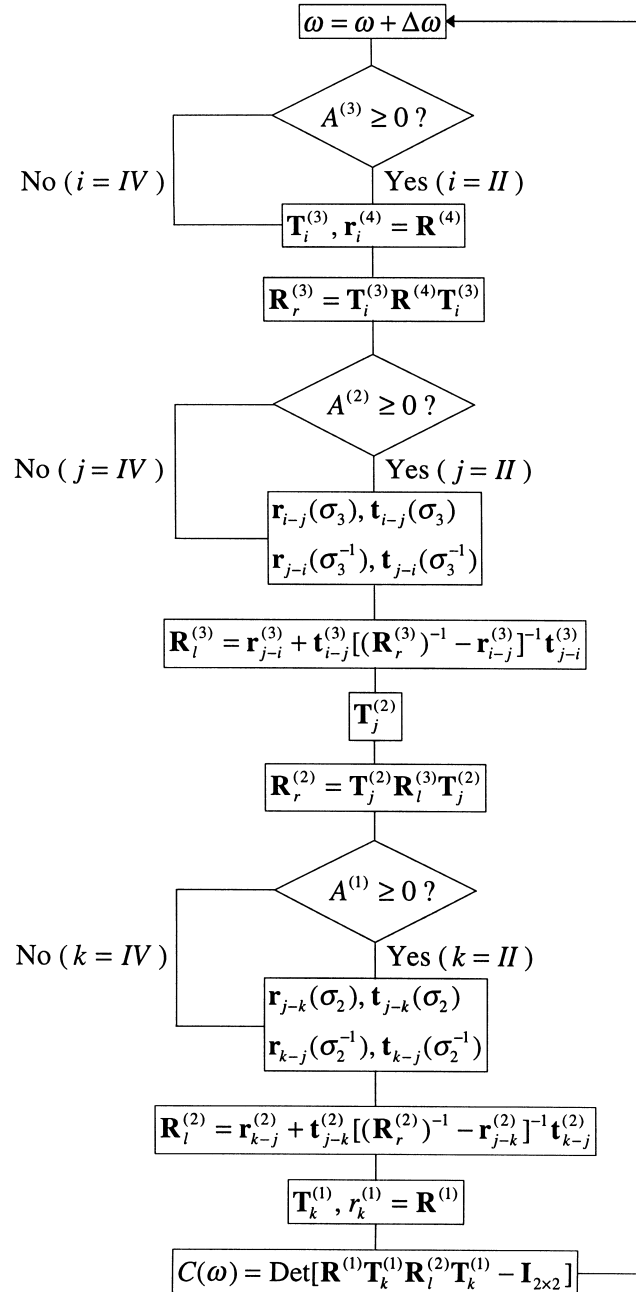 ω = ω + Δω
A⁽³⁾ ≥ 0 ?
No ( i = IV )
Yes ( i = II )
T_i^{(3)}, r_i^{(4)} = R^{(4)}
R_r^{(3)} = T_i^{(3)} R^{(4)} T_i^{(3)}
A⁽²⁾ ≥ 0 ?
No ( j = IV )
Yes ( j = II )
r_{i-j}(σ_3), t_{i-j}(σ_3)
r_{j-i}(σ_3^{-1}), t_{j-i}(σ_3^{-1})
R_l^{(3)} = r_{j-i}^{(3)} + t_{i-j}^{(3)}[(R_r^{(3)})^{-1} - r_{i-j}^{(3)}]^{-1} t_{j-i}^{(3)}
T_j^{(2)}
R_r^{(2)} = T_j^{(2)} R_l^{(3)} T_j^{(2)}
A⁽¹⁾ ≥ 0 ?
No ( k = IV )
Yes ( k = II )
r_{j-k}(σ_2), t_{j-k}(σ_2)
r_{k-j}(σ_2^{-1}), t_{k-j}(σ_2^{-1})
R_l^{(2)} = r_{k-j}^{(2)} + t_{j-k}^{(2)}[(R_r^{(2)})^{-1} - r_{j-k}^{(2)}]^{-1} t_{k-j}^{(2)}
T_k^{(1)}, r_k^{(1)} = R^{(1)}
C(ω) = Det[R^{(1)} T_k^{(1)} R_l^{(2)} T_k^{(1)} - I_{2×2}]